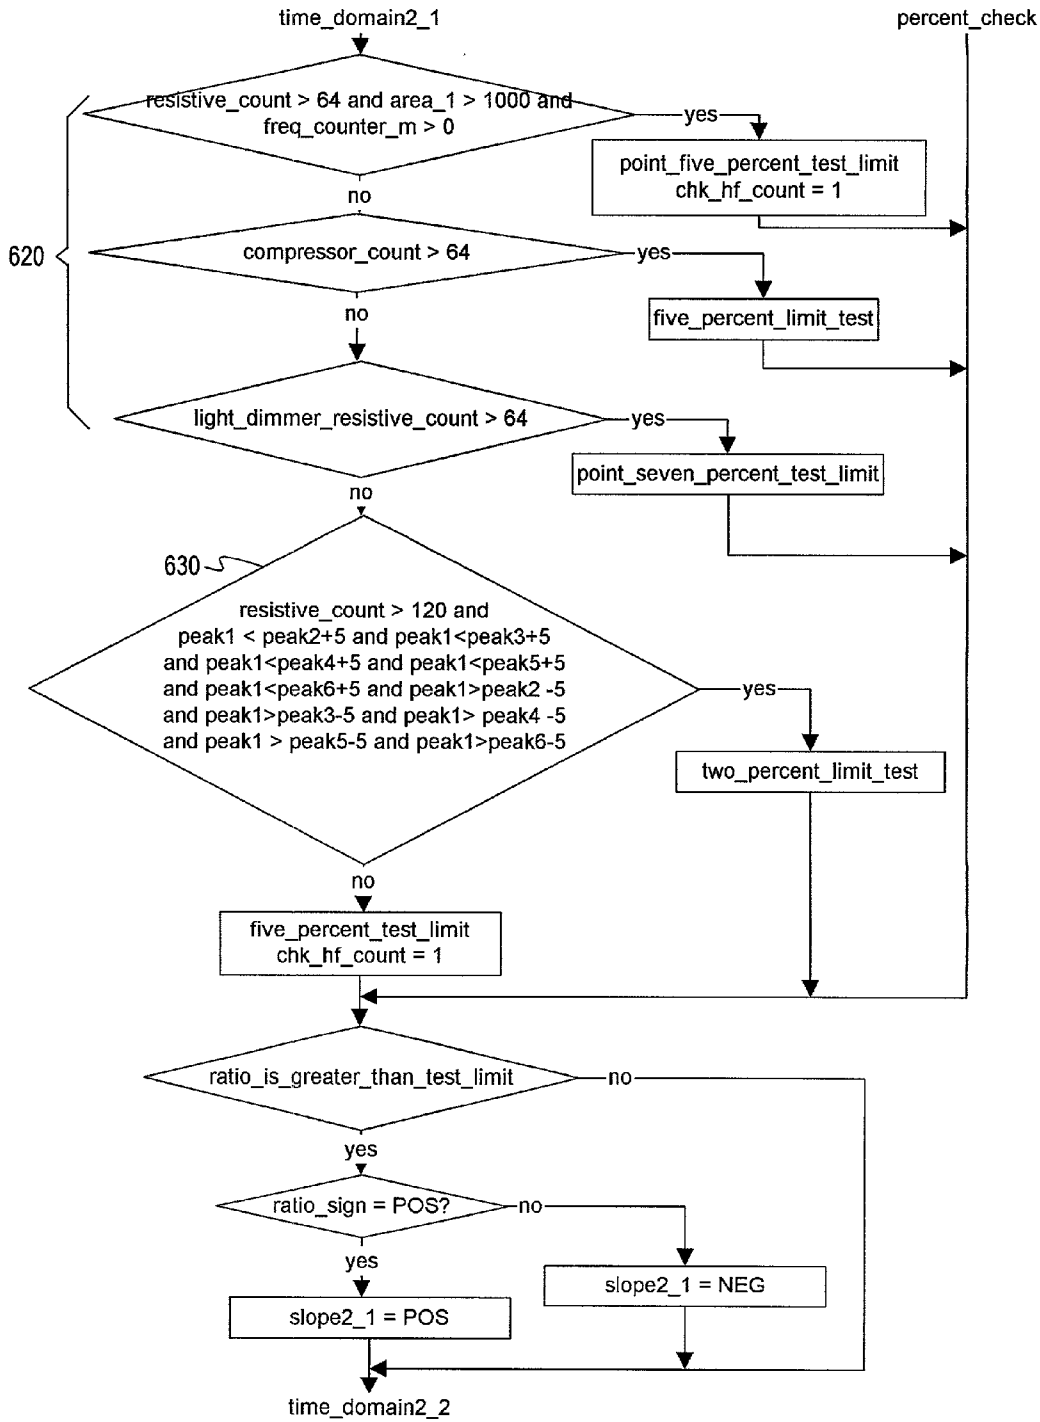 time_domain2_1
percent_check
resistive_count > 64 and area_1 > 1000 and
freq_counter_m > 0
yes
point_five_percent_test_limit
chk_hf_count = 1
no
620
compressor_count > 64
yes
five_percent_limit_test
no
light_dimmer_resistive_count > 64
yes
point_seven_percent_test_limit
no
630
resistive_count > 120 and
peak1 < peak2+5 and peak1<peak3+5
and peak1<peak4+5 and peak1<peak5+5
and peak1<peak6+5 and peak1>peak2 -5
and peak1>peak3-5 and peak1> peak4 -5
and peak1 > peak5-5 and peak1>peak6-5
yes
two_percent_limit_test
no
five_percent_test_limit
chk_hf_count = 1
ratio_is_greater_than_test_limit
no
yes
ratio_sign = POS?
no
yes
slope2_1 = NEG
slope2_1 = POS
time_domain2_2